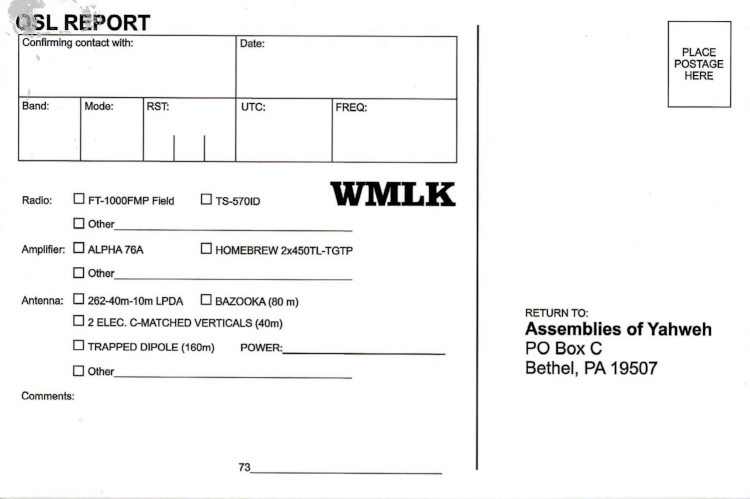 QSL REPORT
Confirming contact with: Date:
Band: Mode: RST: UTC: FREQ:
WMLK
Radio: FT-1000FMP Field TS-570ID
Other
Amplifier: ALPHA 76A HOMEBREW 2x450TL-TGTP
Other
Antenna: 262-40m-10m LPDA BAZOOKA (80 m)
2 ELEC. C-MATCHED VERTICALS (40m)
TRAPPED DIPOLE (160m) POWER:
Other
Comments:
73
PLACE
POSTAGE
HERE
RETURN TO:
Assemblies of Yahweh
PO Box C
Bethel, PA 19507